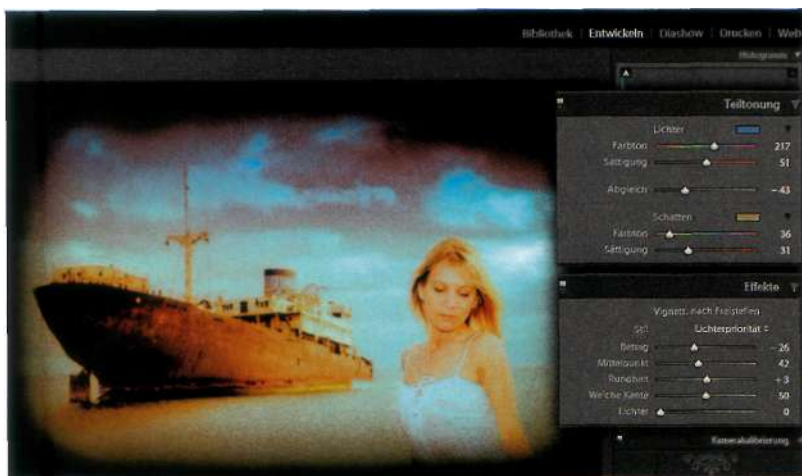 Bibliothek | Entwickeln | Diashow | Drucken | Web
Histogramm
Teiltonung
Lichter
Farbton 217
Sättigung 51
Abgleich -43
Schatten
Farbton 36
Sättigung 31
Effekte
Vignett. nach Freistellen
Stil Lichterpriorität
Betrag -26
Mittelpunkt 42
Rundheit +3
Weiche Kante 50
Lichter 0
Kamerakalibrierung